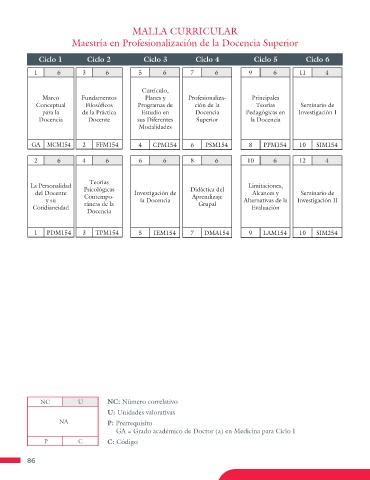 MALLA CURRICULAR
Maestría en Profesionalización de la Docencia Superior
Ciclo 1 Ciclo 2 Ciclo 3 Ciclo 4 Ciclo 5 Ciclo 6
1 6 3 6 5 6 7 6 9 6 11 4
Marco
Conceptual
para la
Docencia
Fundamentos
Filosóficos
de la Práctica
Docente
Currículo,
Planes y
Programas de
Estudio en
sus Diferentes
Modalidades
Profesionaliza-
ción de la
Docencia
Superior
Principales
Teorías
Pedagógicas en
la Docencia
Seminario de
Investigación I
GA MCM154 2 FFM154 4 CPM154 6 PSM154 8 PPM154 10 SIM154
2 6 4 6 6 6 8 6 10 6 12 4
La Personalidad
del Docente
y su
Cotidianeidad
Teorías
Psicológicas
Contempo-
ráneas de la
Docencia
Investigación de
la Docencia
Didáctica del
Aprendizaje
Grupal
Limitaciones,
Alcances y
Alternativas de la
Evaluación
Seminario de
Investigación II
1 PDM154 3 TPM154 5 IEM154 7 DMA154 9 LAM154 10 SIM254
NC U
NA
P C
NC: Número correlativo
U: Unidades valorativas
P: Prerrequisito
GA = Grado académico de Doctor (a) en Medicina para Ciclo I
C: Código
86